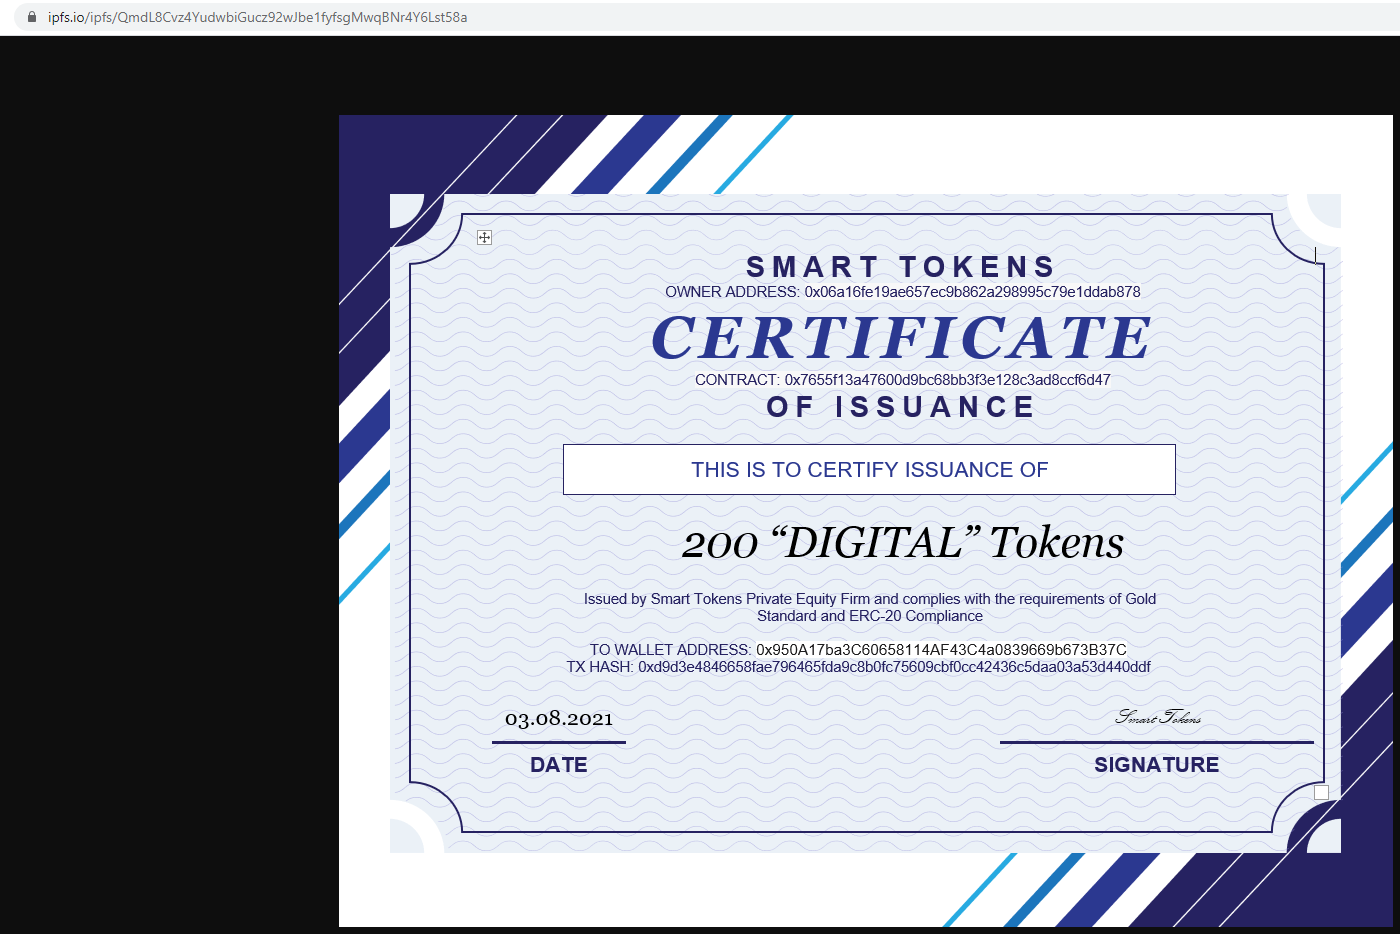 ipfs.io/ipfs/QmdL8Cvz4YudwbiGucz92wJbe1fyfsgMwqBNr4Y6Lst58a
SMART TOKENS
OWNER ADDRESS: 0x06a16fe19ae657ec9b862a298995c79e1ddab878
CERTIFICATE
CONTRACT: 0x7655f13a47600d9bc68bb3f3e128c3ad8ccf6d47
OF ISSUANCE
THIS IS TO CERTIFY ISSUANCE OF
200 “DIGITAL” Tokens
Issued by Smart Tokens Private Equity Firm and complies with the requirements of Gold
Standard and ERC-20 Compliance
TO WALLET ADDRESS: 0x950A17ba3C60658114AF43C4a0839669b673B37C
TX HASH: 0xd9d3e4846658fae796465fda9c8b0fc75609cbf0cc42436c5daa03a53d440ddf
03.08.2021
Smart Tokens
DATE
SIGNATURE